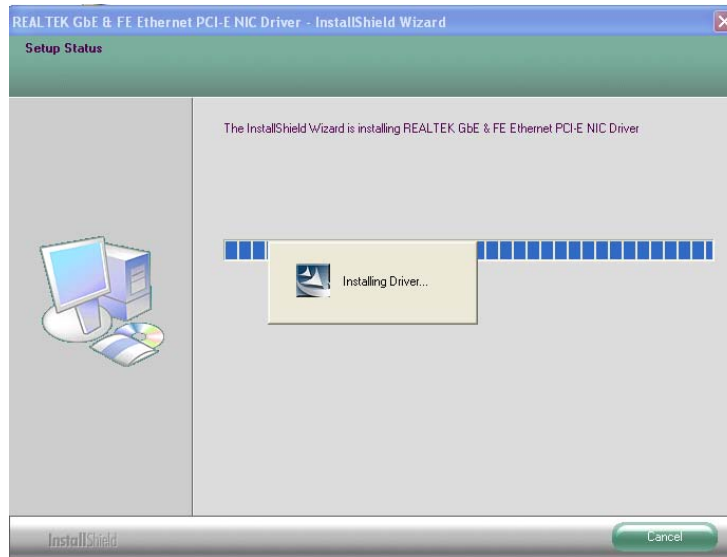 REALTEK GbE & FE Ethernet PCI-E NIC Driver - InstallShield Wizard
Setup Status
The InstallShield Wizard is installing REALTEK GbE & FE Ethernet PCI-E NIC Driver
Installing Driver...
InstallShield
Cancel